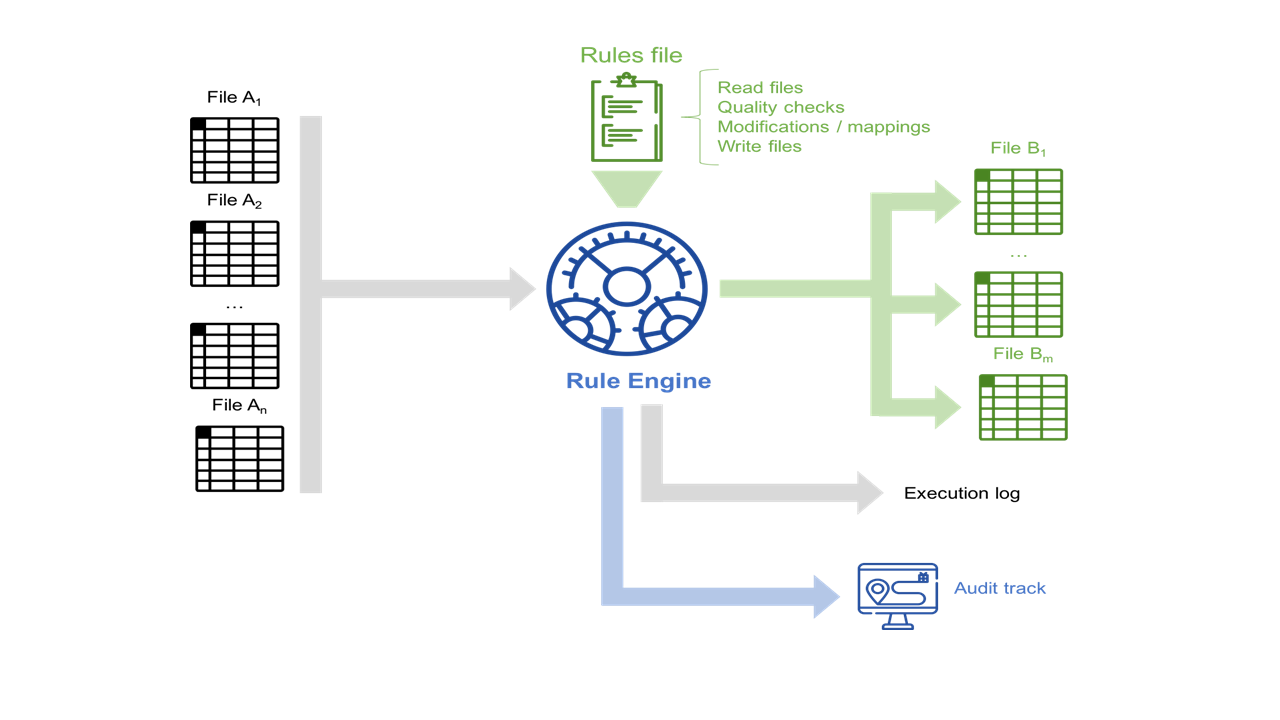 Rules file
Read files
Quality checks
Modifications / mappings
Write files
File A1
File A2
...
File An
Rule Engine
File B1
...
File Bm
Execution log
Audit track